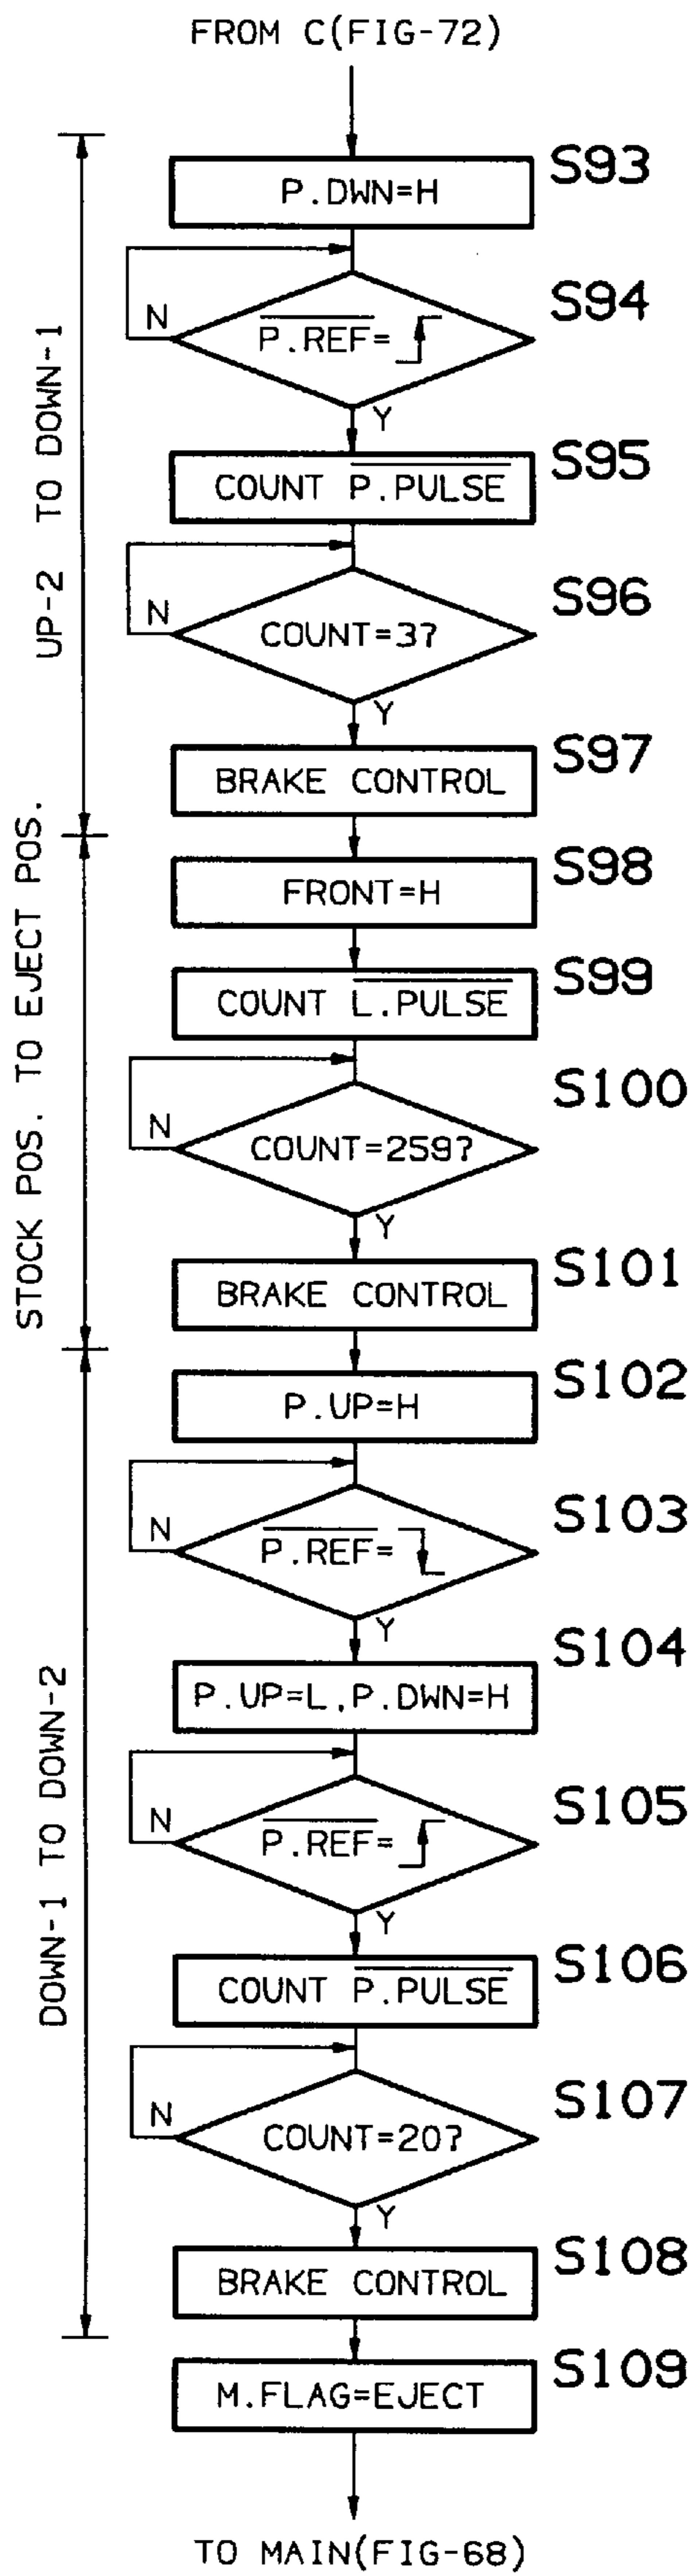 FROM C(FIG-72)
S93
P.DWN=H
S94
N
P.REF=
Y
S95
COUNT P.PULSE
S96
N
COUNT=3?
Y
S97
BRAKE CONTROL
UP-2 TO DOWN-1
S98
FRONT=H
S99
COUNT L.PULSE
S100
N
COUNT=259?
Y
S101
BRAKE CONTROL
STOCK POS. TO EJECT POS.
S102
P.UP=H
S103
N
P.REF=
Y
S104
P.UP=L,P.DWN=H
S105
N
P.REF=
Y
S106
COUNT P.PULSE
S107
N
COUNT=20?
Y
S108
BRAKE CONTROL
DOWN-1 TO DOWN-2
S109
M.FLAG=EJECT
TO MAIN(FIG-68)